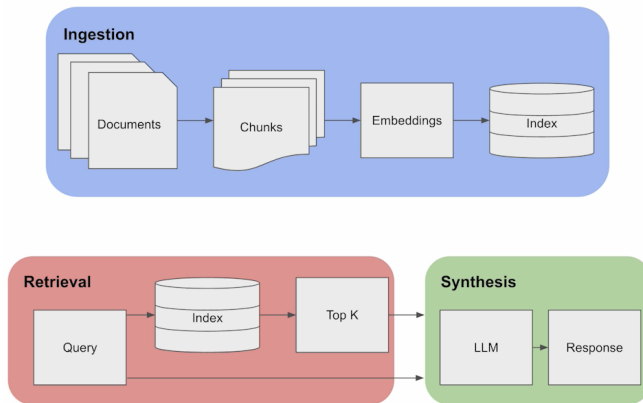 Ingestion
Documents
Chunks
Embeddings
Index
Retrieval
Query
Index
Top K
Synthesis
LLM
Response